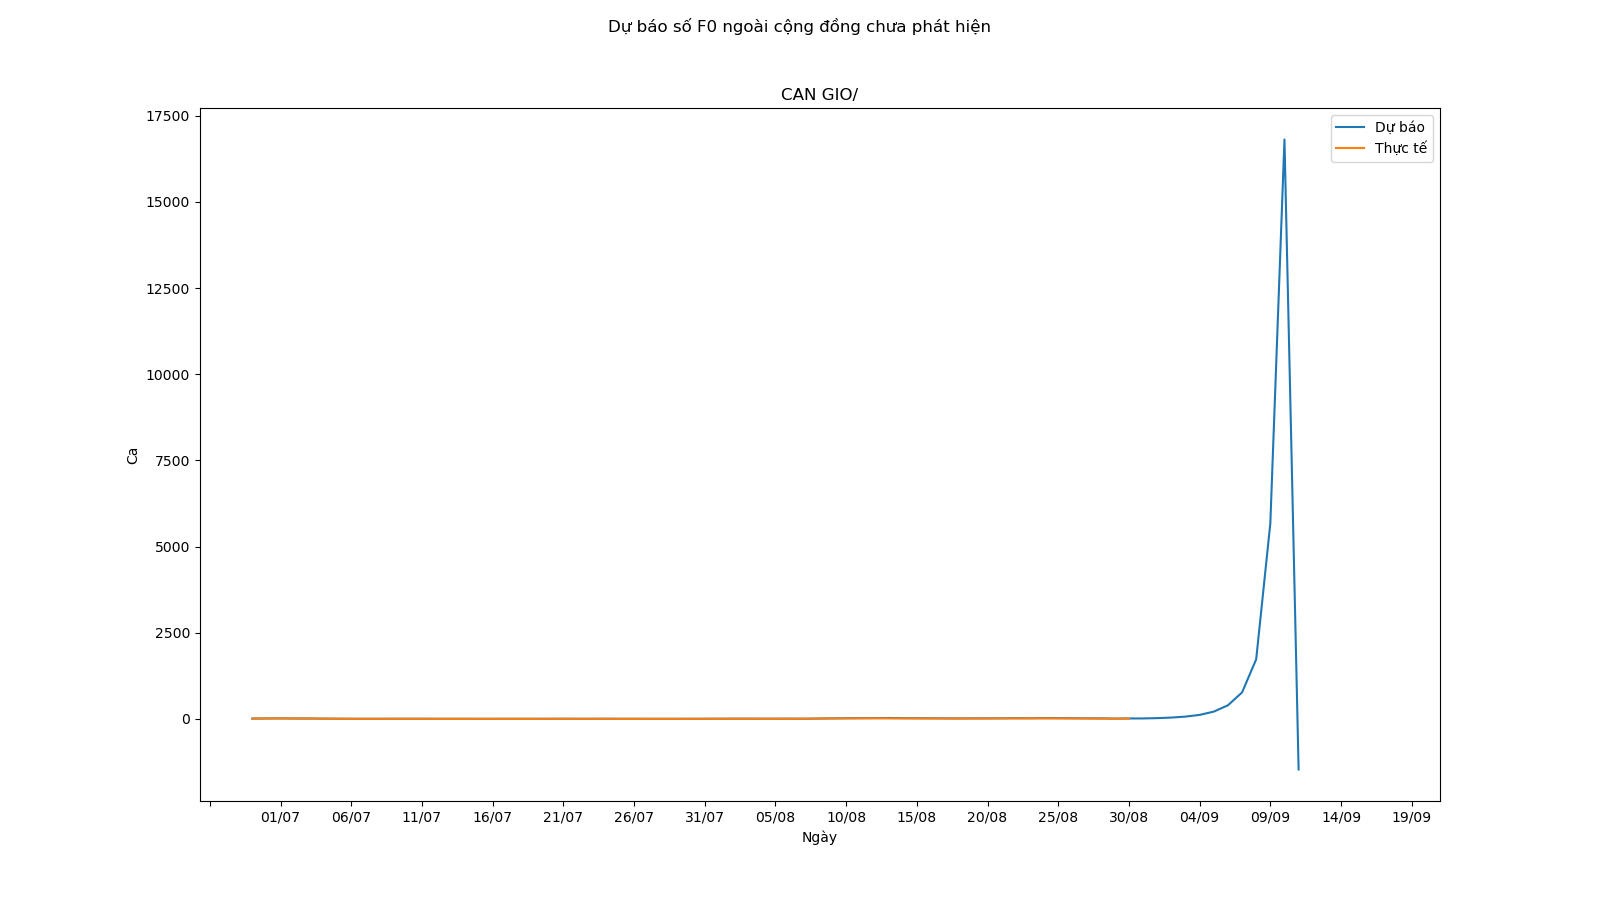 Dự báo số F0 ngoài cộng đồng chưa phát hiện
CAN GIO/
17500
15000
12500
10000
7500
5000
2500
0
Ca
Dự báo
Thực tế
01/07 06/07 11/07 16/07 21/07 26/07 31/07 05/08 10/08 15/08 20/08 25/08 30/08 04/09 09/09 14/09 19/09
Ngày